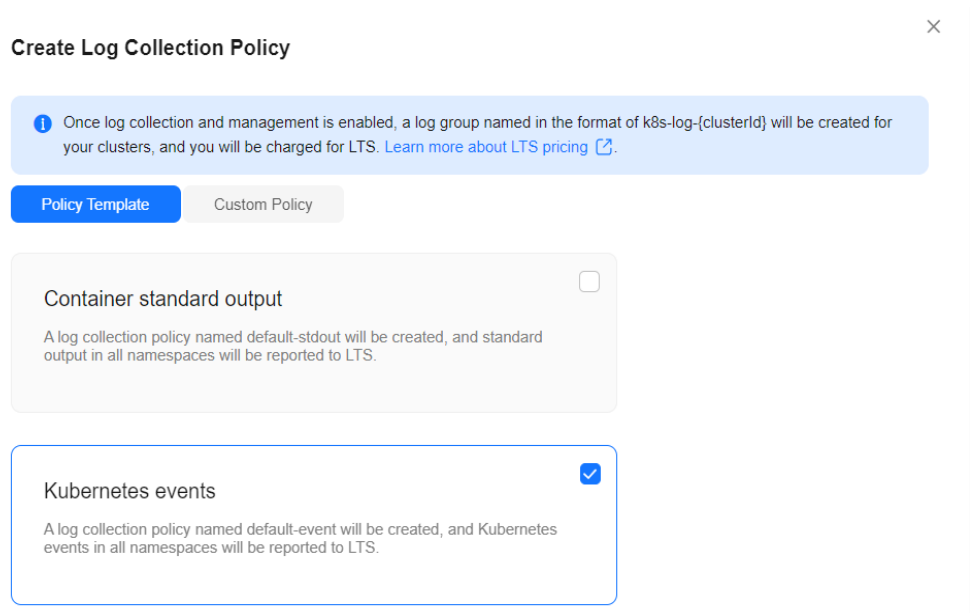 Create Log Collection Policy
Once log collection and management is enabled, a log group named in the format of k8s-log-{clusterId} will be created for
your clusters, and you will be charged for LTS. Learn more about LTS pricing.
Policy Template
Custom Policy
Container standard output
A log collection policy named default-stdout will be created, and standard
output in all namespaces will be reported to LTS.
Kubernetes events
A log collection policy named default-event will be created, and Kubernetes
events in all namespaces will be reported to LTS.